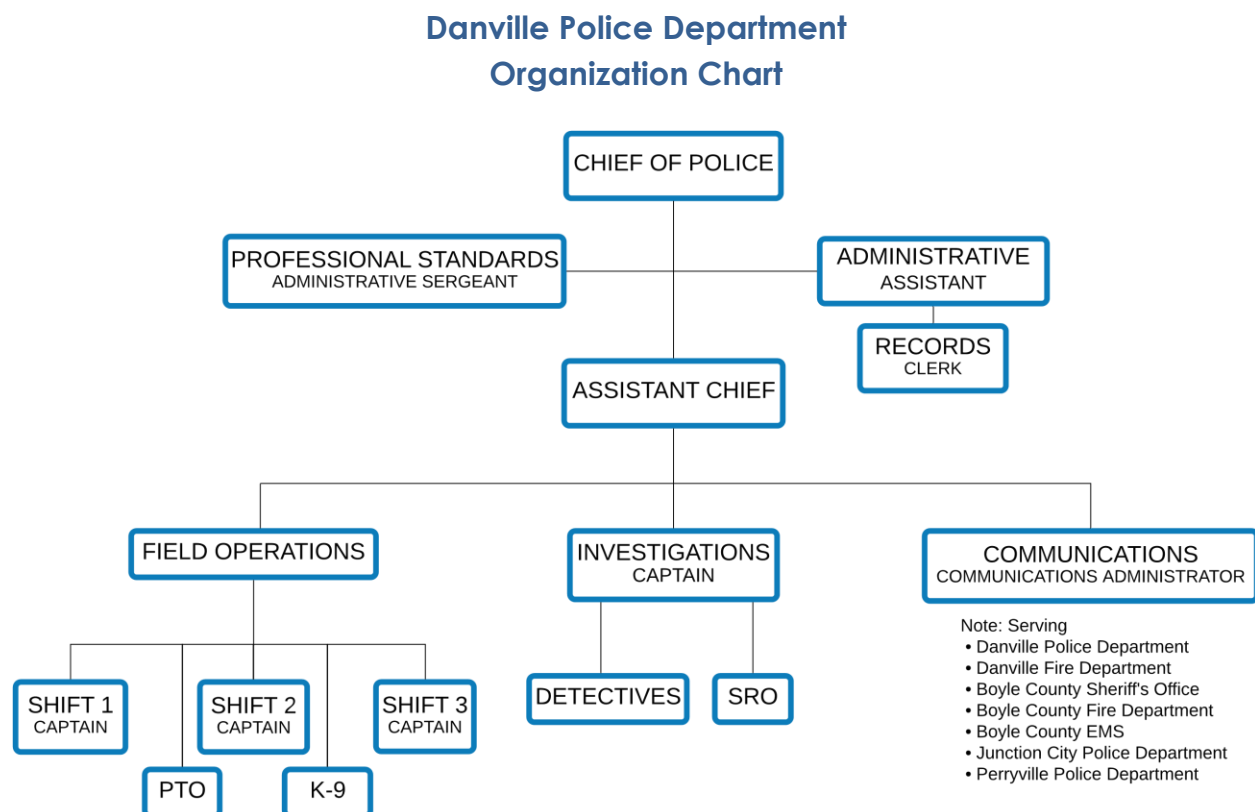 Danville Police Department
Organization Chart
CHIEF OF POLICE
PROFESSIONAL STANDARDS
ADMINISTRATIVE SERGEANT
ADMINISTRATIVE
ASSISTANT
RECORDS
CLERK
ASSISTANT CHIEF
FIELD OPERATIONS
INVESTIGATIONS
CAPTAIN
COMMUNICATIONS
COMMUNICATIONS ADMINISTRATOR
Note: Serving
• Danville Police Department
• Danville Fire Department
• Boyle County Sheriff's Office
• Boyle County Fire Department
• Boyle County EMS
• Junction City Police Department
• Perryville Police Department
SHIFT 1
CAPTAIN
SHIFT 2
CAPTAIN
SHIFT 3
CAPTAIN
DETECTIVES
SRO
PTO
K-9